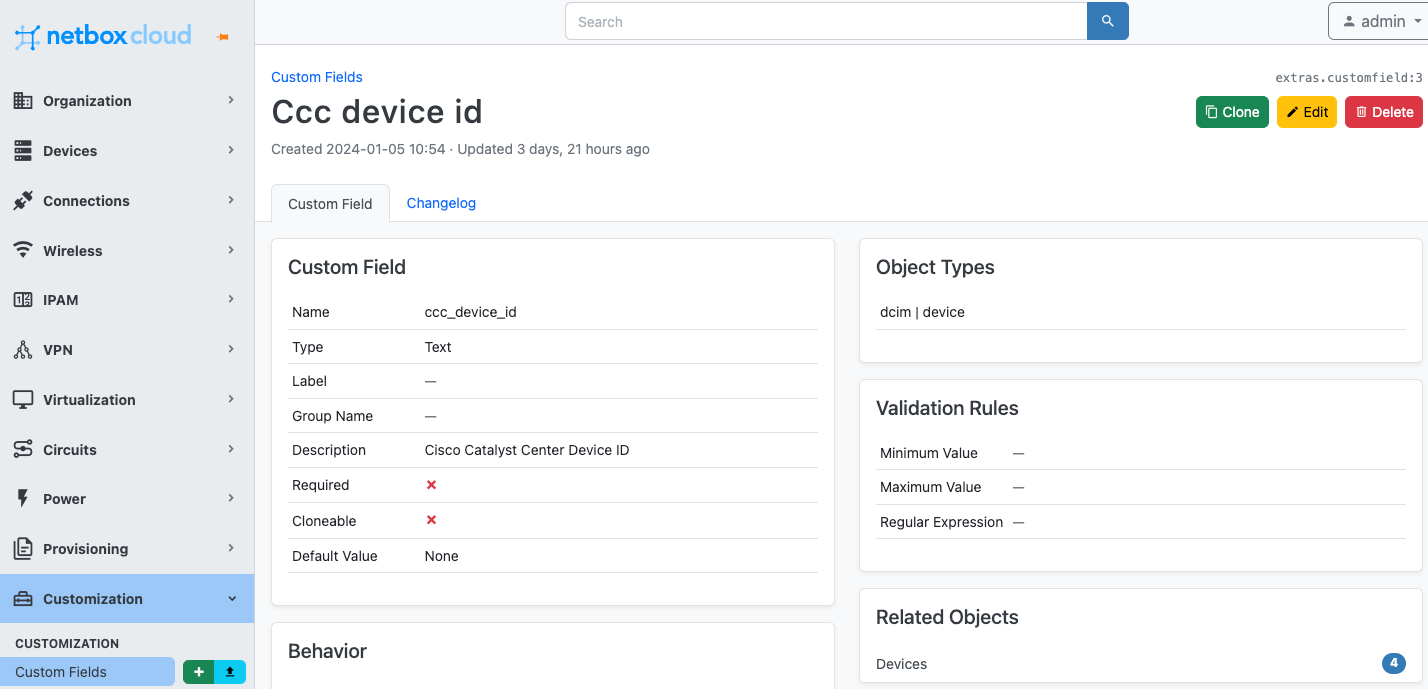 netbox cloud
Search
admin
Organization
Devices
Connections
Wireless
IPAM
VPN
Virtualization
Circuits
Power
Provisioning
Customization
CUSTOMIZATION
Custom Fields
Custom Fields
extras.customfield:3
Ccc device id
Clone
Edit
Delete
Created 2024-01-05 10:54 · Updated 3 days, 21 hours ago
Custom Field
Changelog
Custom Field
Name ccc_device_id
Type Text
Label —
Group Name —
Description Cisco Catalyst Center Device ID
Required
Cloneable
Default Value None
Behavior
Object Types
dcim | device
Validation Rules
Minimum Value —
Maximum Value —
Regular Expression —
Related Objects
Devices 4